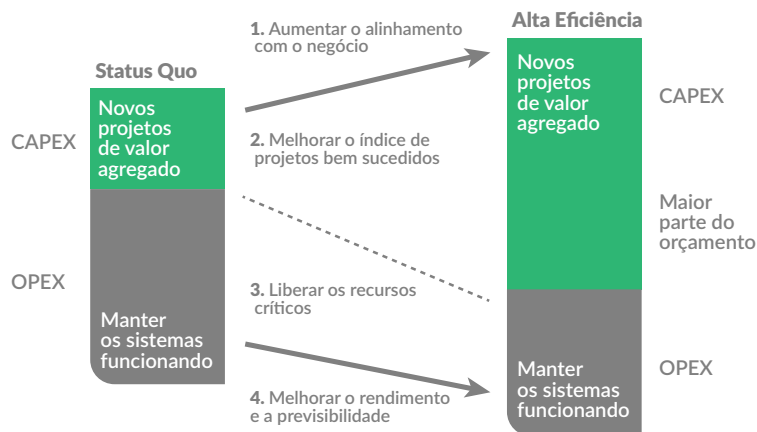 Status Quo
CAPEX
Novos
projetos
de valor
agregado
OPEX
Manter
os sistemas
funcionando
1. Aumentar o alinhamento
com o negócio
2. Melhorar o índice de
projetos bem sucedidos
3. Liberar os recursos
críticos
4. Melhorar o rendimento
e a previsibilidade
Alta Eficiência
Novos
projetos
de valor
agregado
CAPEX
Maior
parte do
orçamento
Manter
os sistemas
funcionando
OPEX